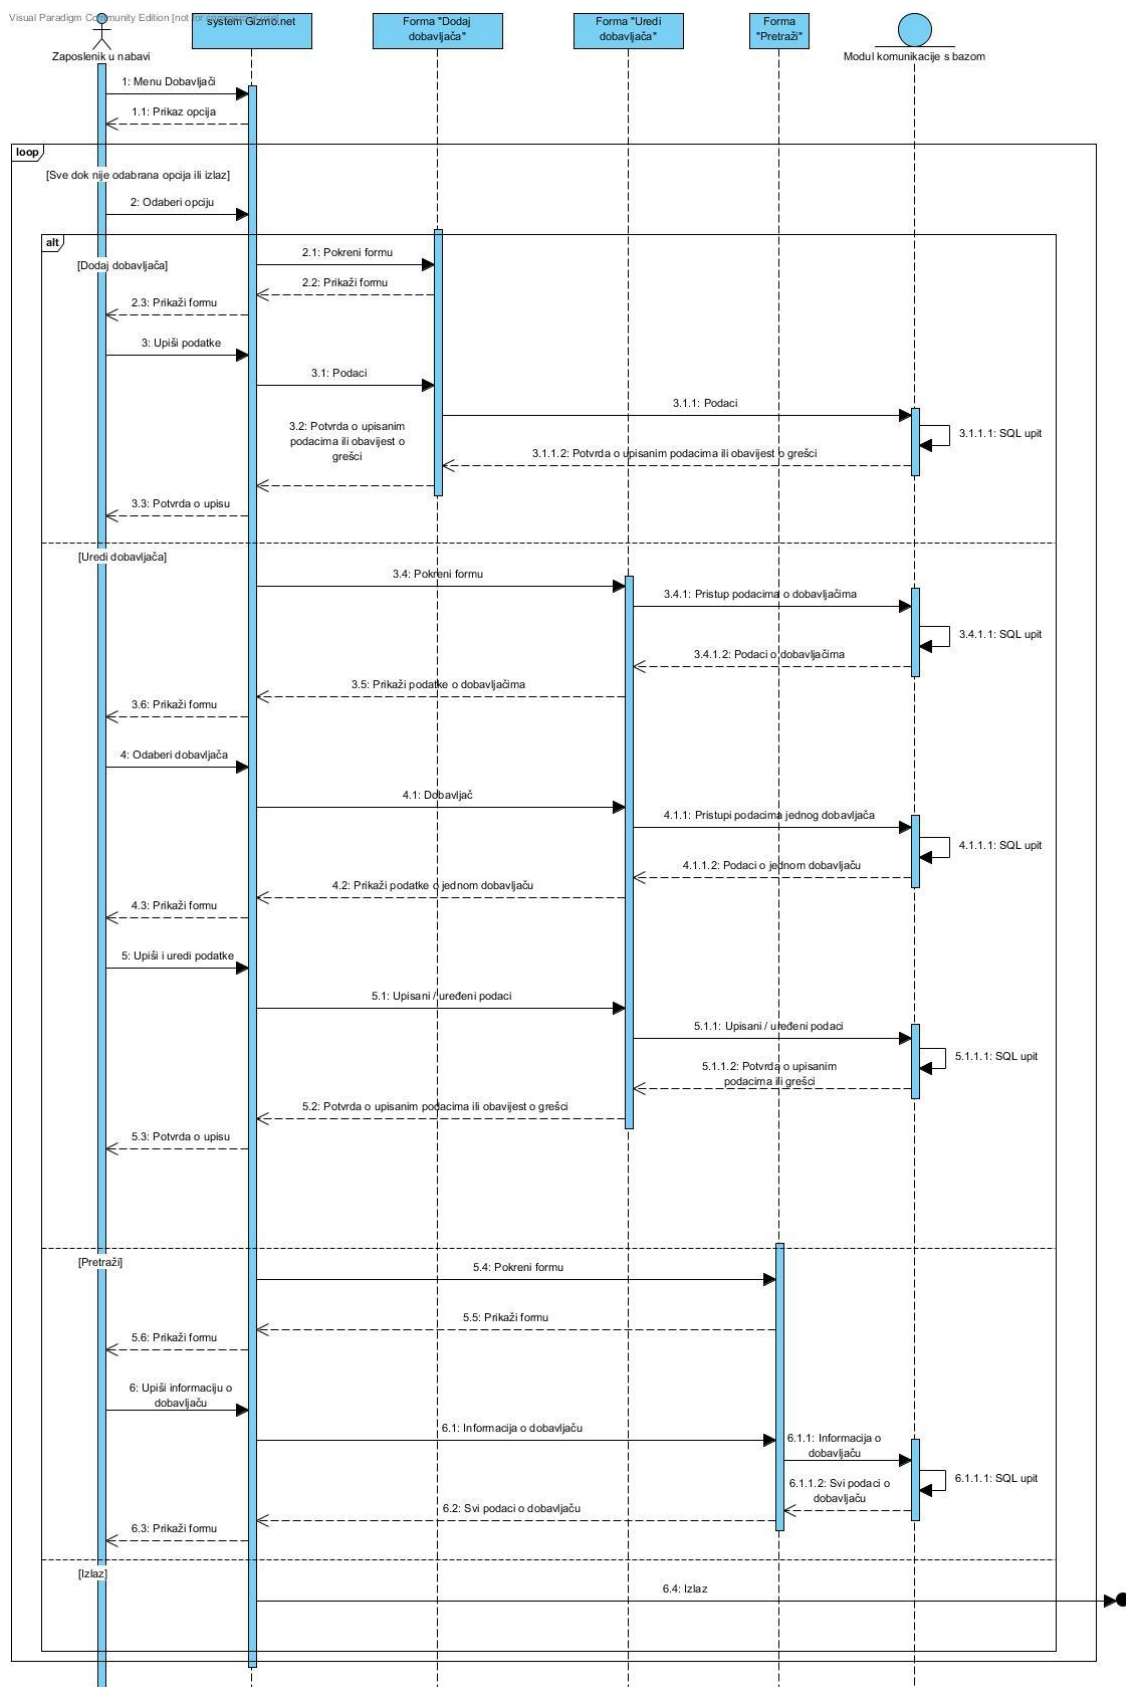 Visual Paradigm Community Edition [not for commercial use]
system Gizmo.net
Forma "Dodaj
dobavljača"
Forma "Uredi
dobavljača"
Forma
"Pretraži"
Zaposlenik u nabavi
Modul komunikacije s bazom
1: Menu Dobavljači
1.1: Prikaz opcija
loop
[Sve dok nije odabrana opcija ili izlaz]
2: Odaberi opciju
alt
[Dodaj dobavljača]
2.1: Pokreni formu
2.2: Prikaži formu
2.3: Prikaži formu
3: Upiši podatke
3.1: Podaci
3.1.1: Podaci
3.1.1.1: SQL upit
3.2: Potvrda o upisanim
podacima ili obavijest o
grešci
3.1.1.2: Potvrda o upisanim podacima ili obavijest o grešci
3.3: Potvrda o upisu
[Uredi dobavljača]
3.4: Pokreni formu
3.4.1: Pristup podacima o dobavljačima
3.4.1.1: SQL upit
3.4.1.2: Podaci o dobavljačima
3.5: Prikaži podatke o dobavljačima
3.6: Prikaži formu
4: Odaberi dobavljača
4.1: Dobavljač
4.1.1: Pristupi podacima jednog dobavljača
4.1.1.1: SQL upit
4.1.1.2: Podaci o jednom dobavljaču
4.2: Prikaži podatke o jednom dobavljaču
4.3: Prikaži formu
5: Upiši i uredi podatke
5.1: Upisani / uređeni podaci
5.1.1: Upisani / uređeni podaci
5.1.1.1: SQL upit
5.1.1.2: Potvrda o upisanim
podacima ili grešci
5.2: Potvrda o upisanim podacima ili obavijest o grešci
5.3: Potvrda o upisu
[Pretraži]
5.4: Pokreni formu
5.5: Prikaži formu
5.6: Prikaži formu
6: Upiši informaciju o
dobavljaču
6.1: Informacija o dobavljaču
6.1.1: Informacija o
dobavljaču
6.1.1.1: SQL upit
6.1.1.2: Svi podaci o
dobavljaču
6.2: Svi podaci o dobavljaču
6.3: Prikaži formu
[Izlaz]
6.4: Izlaz